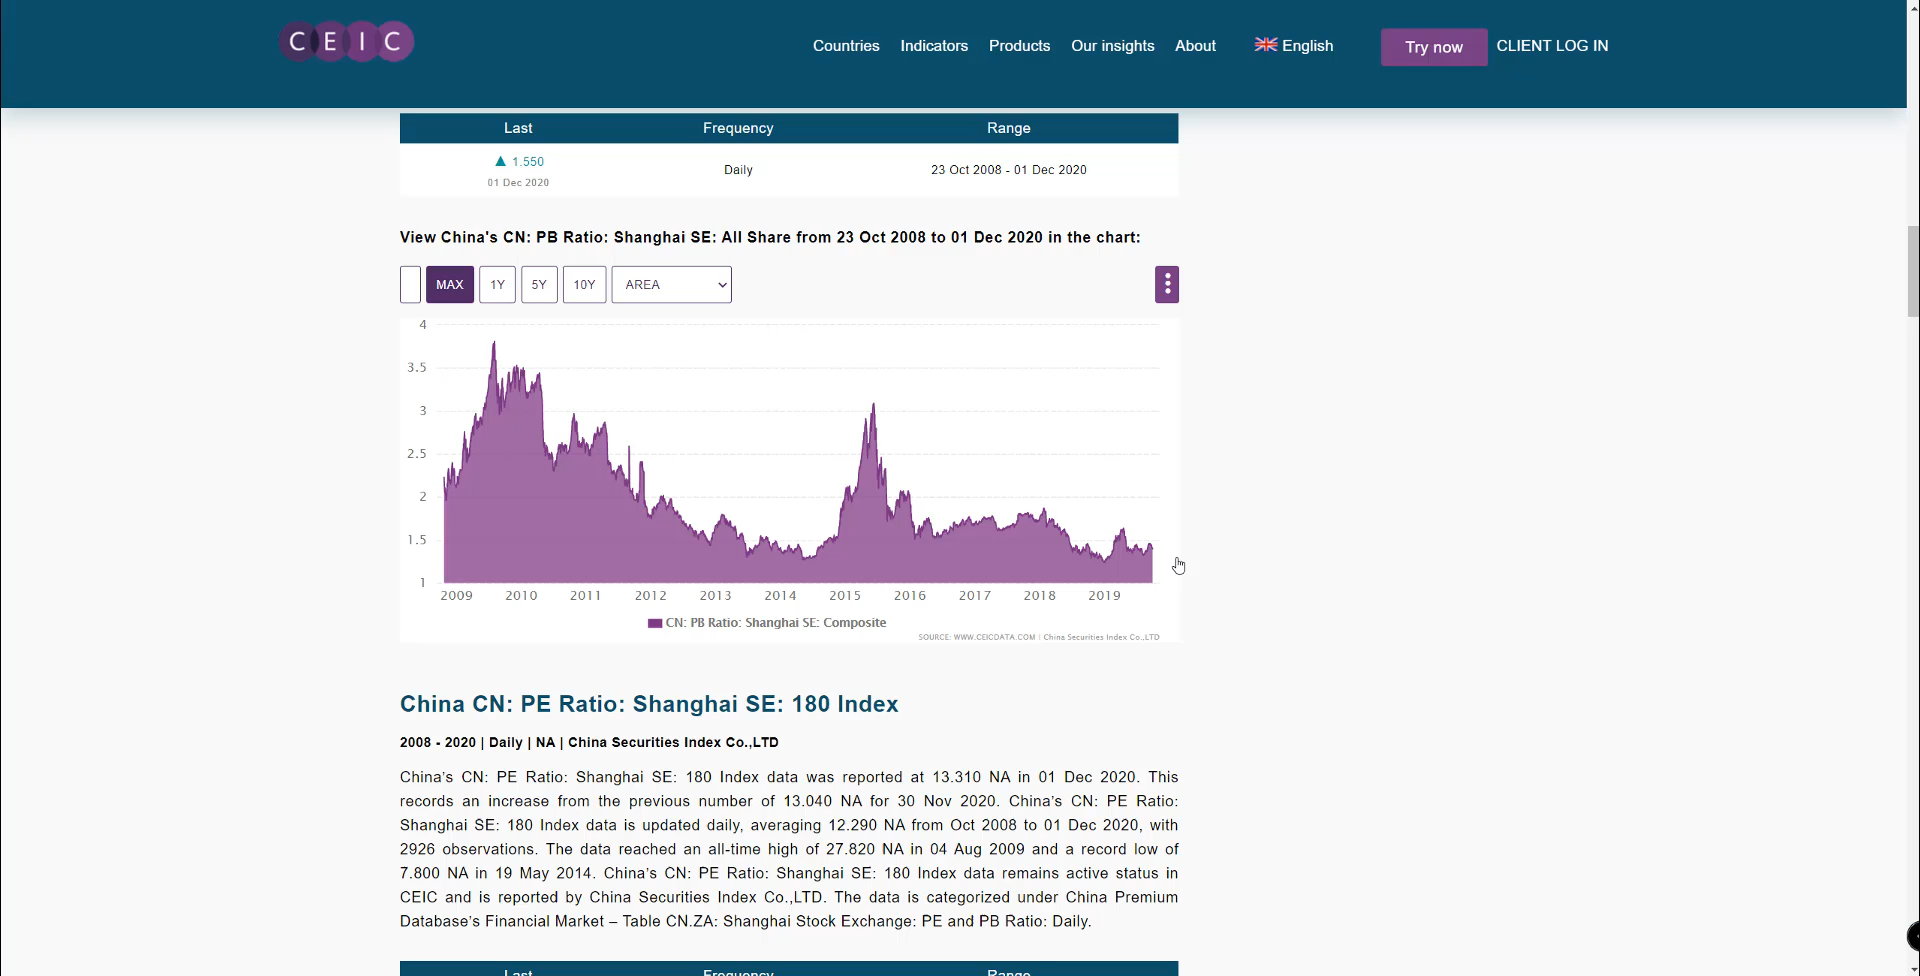 CEIC
Countries Indicators Products Our insights About English Try now CLIENT LOG IN
Last Frequency Range
▲ 1.550 Daily 23 Oct 2008 - 01 Dec 2020
01 Dec 2020
View China's CN: PB Ratio: Shanghai SE: All Share from 23 Oct 2008 to 01 Dec 2020 in the chart:
MAX 1Y 5Y 10Y AREA
4
3.5
3
2.5
2
1.5
1
2009 2010 2011 2012 2013 2014 2015 2016 2017 2018 2019
CN: PB Ratio: Shanghai SE: Composite
SOURCE: WWW.CEICDATA.COM | China Securities Index Co.,LTD
China CN: PE Ratio: Shanghai SE: 180 Index
2008 - 2020 | Daily | NA | China Securities Index Co.,LTD
China's CN: PE Ratio: Shanghai SE: 180 Index data was reported at 13.310 NA in 01 Dec 2020. This
records an increase from the previous number of 13.040 NA for 30 Nov 2020. China's CN: PE Ratio:
Shanghai SE: 180 Index data is updated daily, averaging 12.290 NA from Oct 2008 to 01 Dec 2020, with
2926 observations. The data reached an all-time high of 27.820 NA in 04 Aug 2009 and a record low of
7.800 NA in 19 May 2014. China's CN: PE Ratio: Shanghai SE: 180 Index data remains active status in
CEIC and is reported by China Securities Index Co.,LTD. The data is categorized under China Premium
Database's Financial Market – Table CN.ZA: Shanghai Stock Exchange: PE and PB Ratio: Daily.
Last Frequency Range